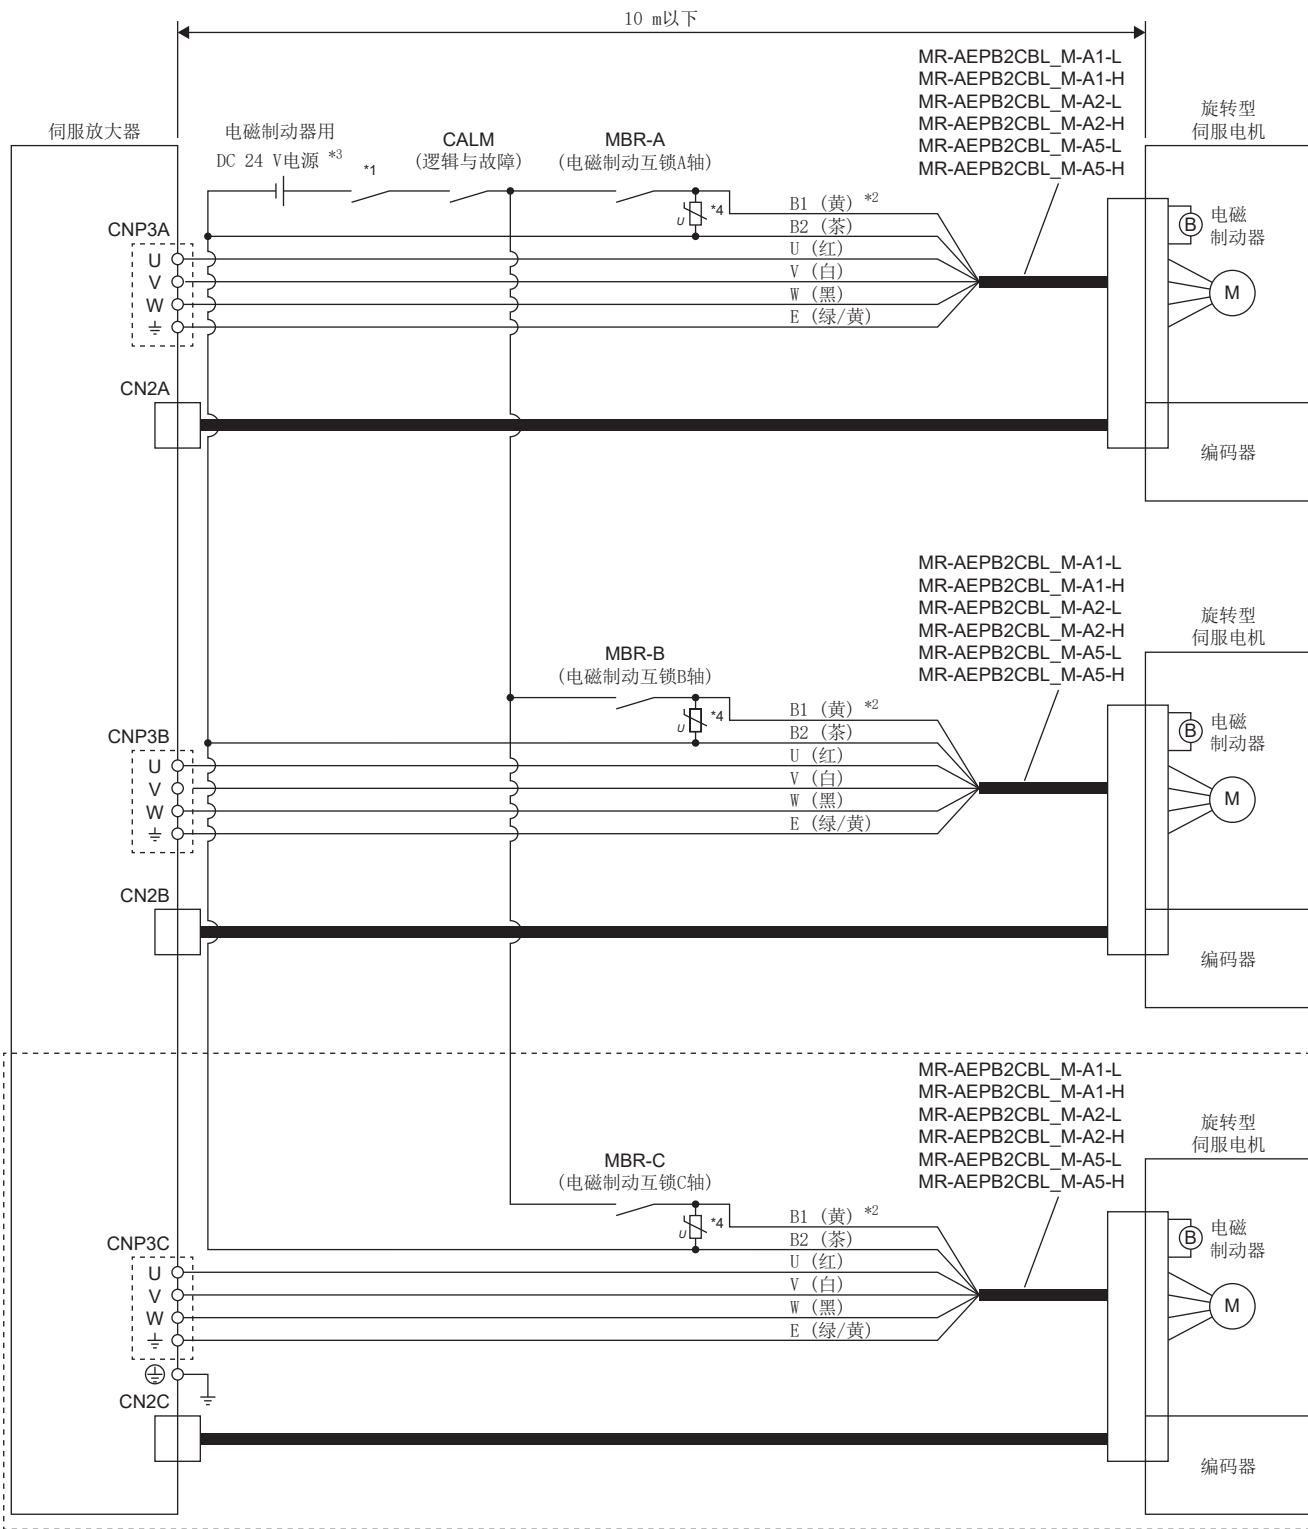 10 m以下
MR-AEPB2CBL_M-A1-L
MR-AEPB2CBL_M-A1-H
MR-AEPB2CBL_M-A2-L
MR-AEPB2CBL_M-A2-H
MR-AEPB2CBL_M-A5-L
MR-AEPB2CBL_M-A5-H
旋转型
伺服电机
伺服放大器
电磁制动器用
DC 24 V电源 *3
*1
CALM
(逻辑与故障)
MBR-A
(电磁制动互锁A轴)
U
*4
B1 (黄) *2
B2 (茶)
U (红)
V (白)
W (黑)
E (绿/黄)
B
电磁
制动器
M
CNP3A
U
V
W
CN2A
编码器
MR-AEPB2CBL_M-A1-L
MR-AEPB2CBL_M-A1-H
MR-AEPB2CBL_M-A2-L
MR-AEPB2CBL_M-A2-H
MR-AEPB2CBL_M-A5-L
MR-AEPB2CBL_M-A5-H
旋转型
伺服电机
MBR-B
(电磁制动互锁B轴)
U
*4
B1 (黄) *2
B2 (茶)
U (红)
V (白)
W (黑)
E (绿/黄)
B
电磁
制动器
M
CNP3B
U
V
W
CN2B
编码器
MR-AEPB2CBL_M-A1-L
MR-AEPB2CBL_M-A1-H
MR-AEPB2CBL_M-A2-L
MR-AEPB2CBL_M-A2-H
MR-AEPB2CBL_M-A5-L
MR-AEPB2CBL_M-A5-H
旋转型
伺服电机
MBR-C
(电磁制动互锁C轴)
U
*4
B1 (黄) *2
B2 (茶)
U (红)
V (白)
W (黑)
E (绿/黄)
B
电磁
制动器
M
CNP3C
U
V
W
CN2C
编码器